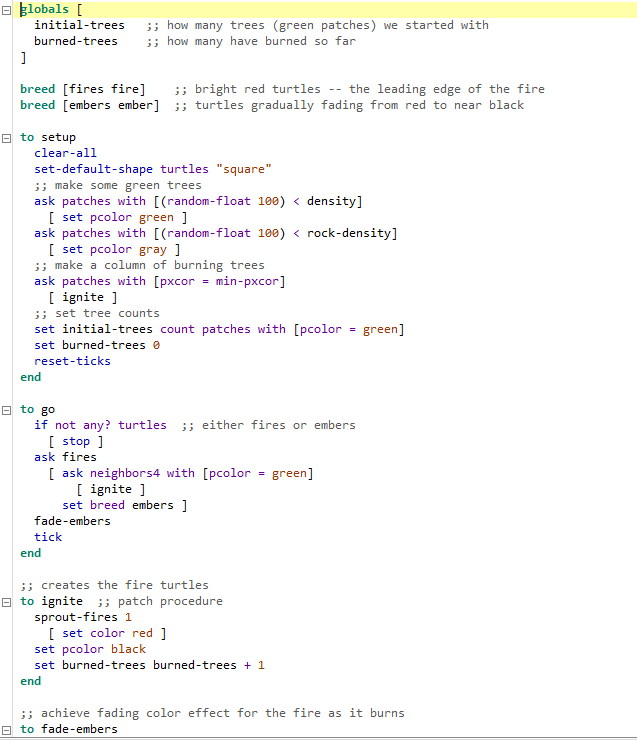 globals [
  initial-trees   ;; how many trees (green patches) we started with
  burned-trees    ;; how many have burned so far
]
breed [fires fire]    ;; bright red turtles -- the leading edge of the fire
breed [embers ember]  ;; turtles gradually fading from red to near black
to setup
  clear-all
  set-default-shape turtles "square"
  ;; make some green trees
  ask patches with [(random-float 100) < density]
    [ set pcolor green ]
  ask patches with [(random-float 100) < rock-density]
    [ set pcolor gray ]
  ;; make a column of burning trees
  ask patches with [pxcor = min-pxcor]
    [ ignite ]
  ;; set tree counts
  set initial-trees count patches with [pcolor = green]
  set burned-trees 0
  reset-ticks
end
to go
  if not any? turtles  ;; either fires or embers
    [ stop ]
  ask fires
    [ ask neighbors4 with [pcolor = green]
        [ ignite ]
      set breed embers ]
  fade-embers
  tick
end
;; creates the fire turtles
to ignite  ;; patch procedure
  sprout-fires 1
    [ set color red ]
  set pcolor black
  set burned-trees burned-trees + 1
end
;; achieve fading color effect for the fire as it burns
to fade-embers